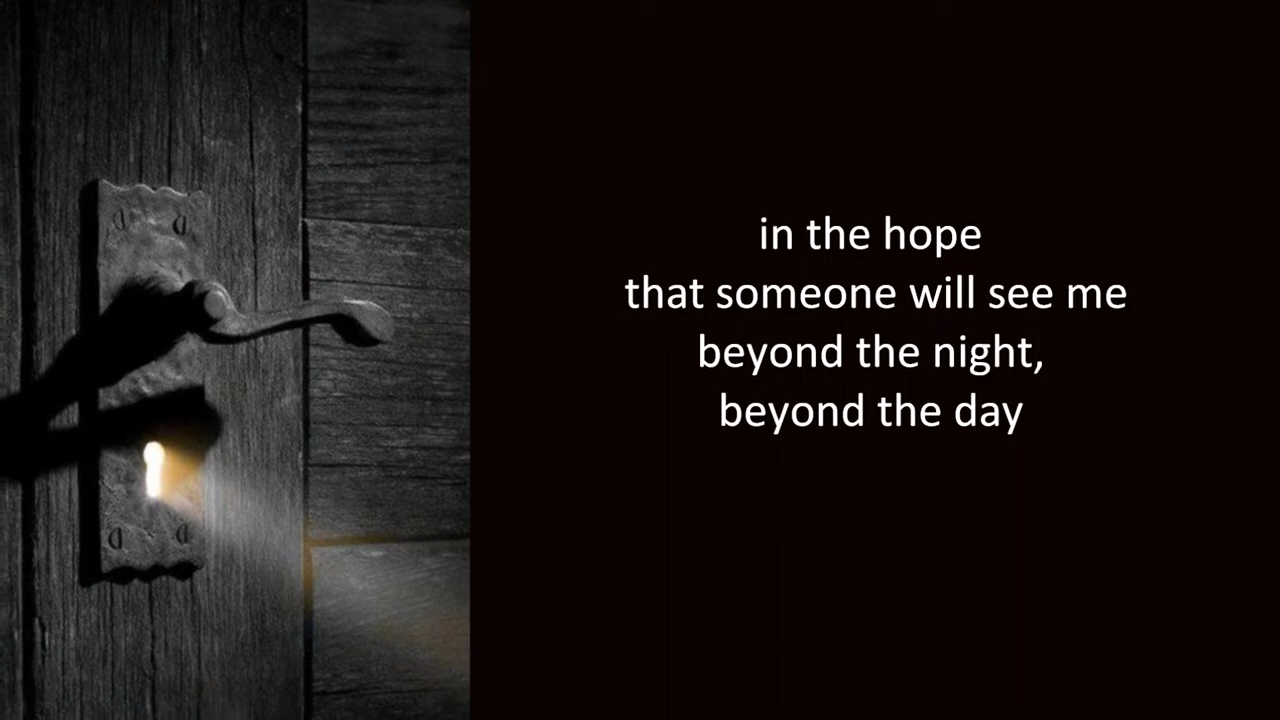 in the hope
that someone will see me
beyond the night,
beyond the day